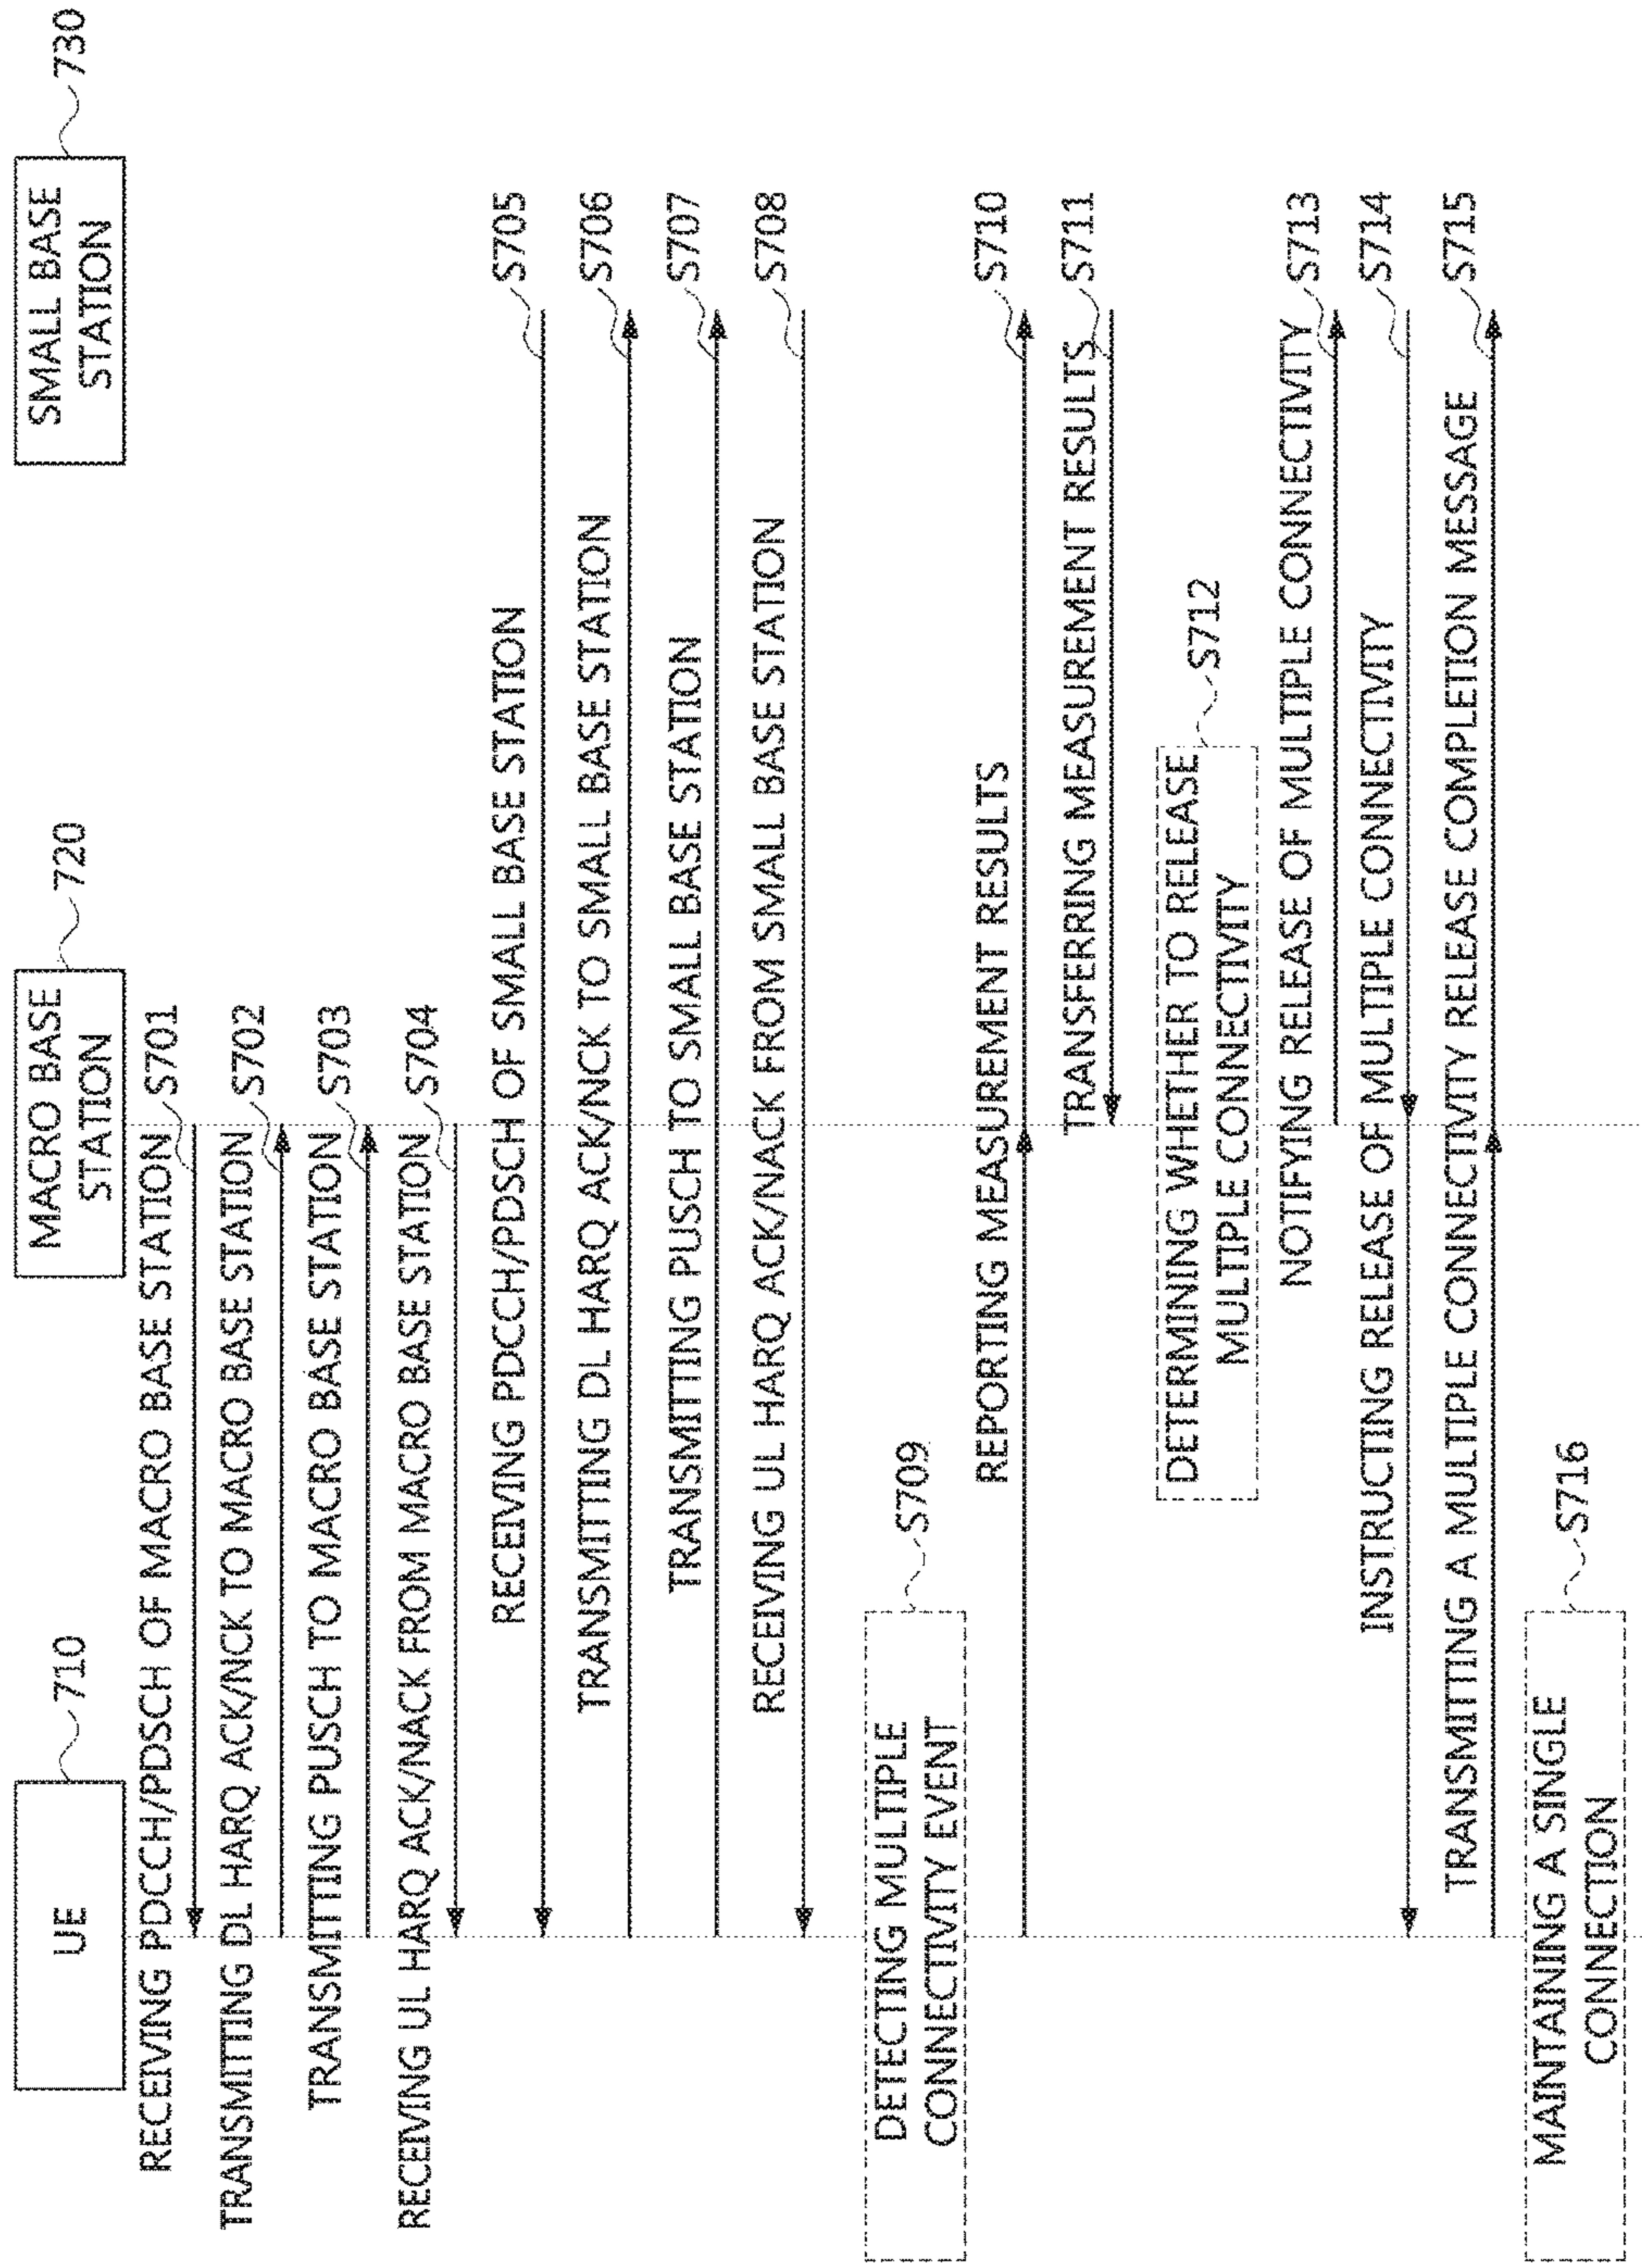 UE
710
MACRO BASE
STATION
720
SMALL BASE
STATION
730
RECEIVING PDCCH/PDSCH OF MACRO BASE STATION
S701
TRANSMITTING DL HARQ ACK/NCK TO MACRO BASE STATION
S702
TRANSMITTING PUSCH TO MACRO BASE STATION
S703
RECEIVING UL HARQ ACK/NACK FROM MACRO BASE STATION
S704
RECEIVING PDCCH/PDSCH OF SMALL BASE STATION
S705
TRANSMITTING DL HARQ ACK/NCK TO SMALL BASE STATION
S706
TRANSMITTING PUSCH TO SMALL BASE STATION
S707
RECEIVING UL HARQ ACK/NACK FROM SMALL BASE STATION
S708
DETECTING MULTIPLE
CONNECTIVITY EVENT
S709
REPORTING MEASUREMENT RESULTS
S710
TRANSFERRING MEASUREMENT RESULTS
S711
DETERMINING WHETHER TO RELEASE
MULTIPLE CONNECTIVITY
S712
NOTIFYING RELEASE OF MULTIPLE CONNECTIVITY
S713
INSTRUCTING RELEASE OF MULTIPLE CONNECTIVITY
S714
TRANSMITTING A MULTIPLE CONNECTIVITY RELEASE COMPLETION MESSAGE
S715
MAINTAINING A SINGLE
CONNECTION
S716